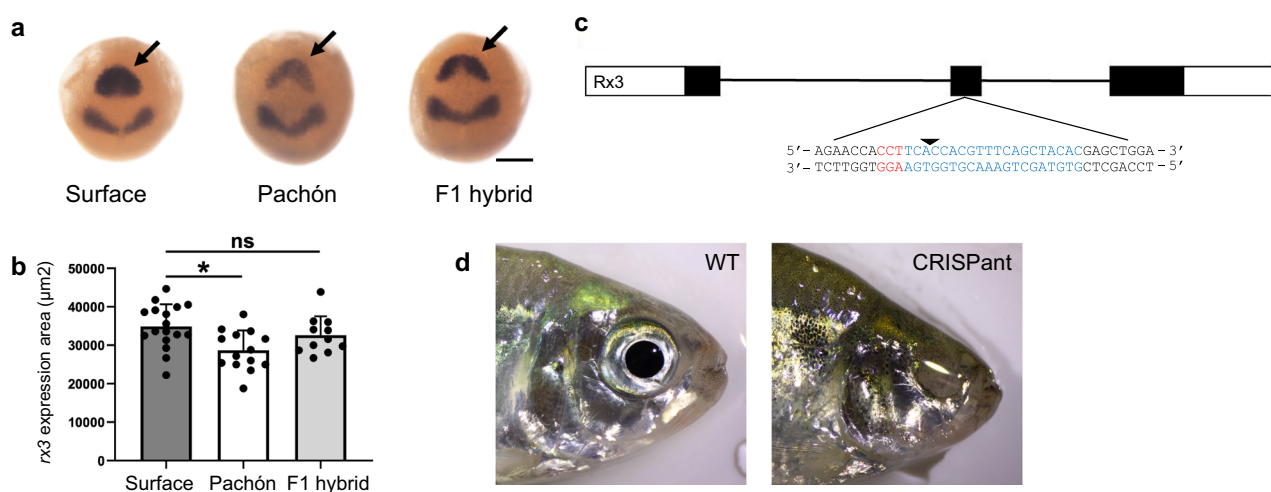 a
Surface
Pachón
F1 hybrid
b
ns
*
rx3 expression area (µm2)
50000
40000
30000
20000
10000
0
Surface
Pachón
F1 hybrid
c
Rx3
5'- AGAACCACCTTCACCACGTTTCAGCTACACGAGCTGGA - 3'
3'- TCTTGGTGGAAGTGGTGCAAAGTCGATGTGCTCGACCT - 5'
d
WT
CRISPant